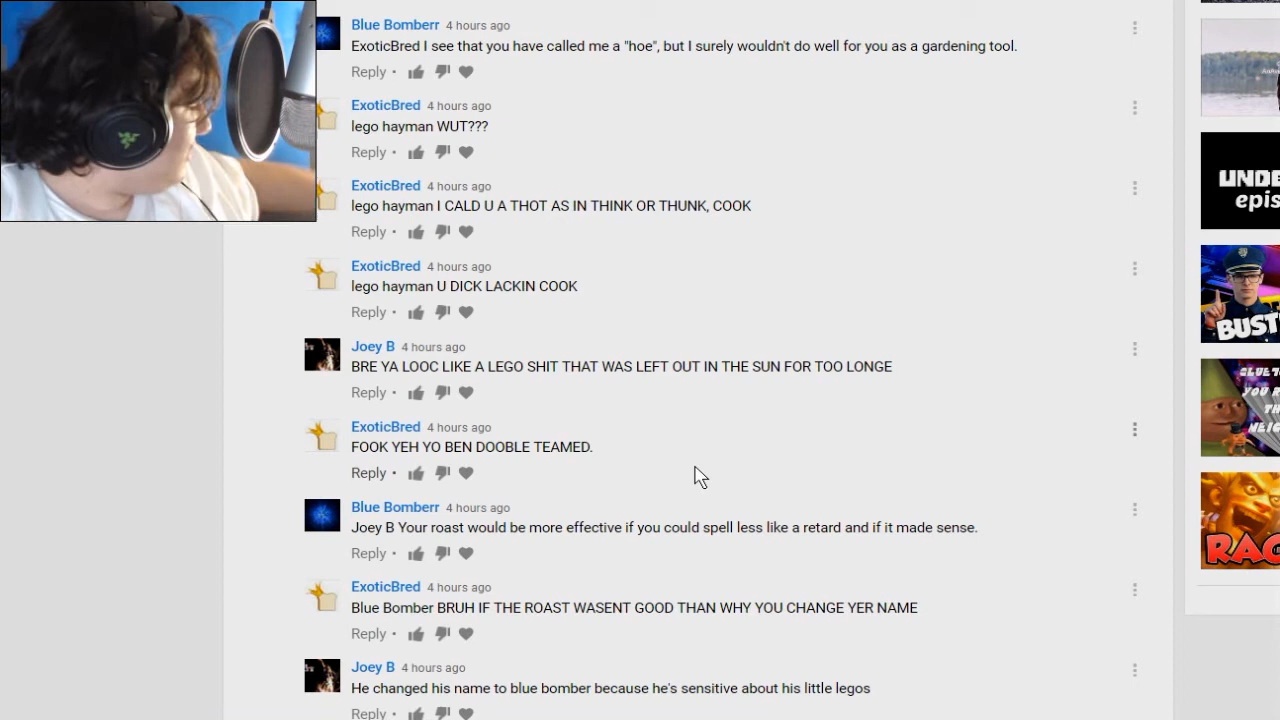 Blue Bomberr 4 hours ago
ExoticBred I see that you have called me a "hoe", but I surely wouldn't do well for you as a gardening tool.
Reply •
ExoticBred 4 hours ago
lego hayman WUT???
Reply •
ExoticBred 4 hours ago
lego hayman I CALD U A THOT AS IN THINK OR THUNK, COOK
Reply •
ExoticBred 4 hours ago
lego hayman U DICK LACKIN COOK
Reply •
Joey B 4 hours ago
BRE YA LOOC LIKE A LEGO SHIT THAT WAS LEFT OUT IN THE SUN FOR TOO LONGE
Reply •
ExoticBred 4 hours ago
FOOK YEH YO BEN DOOBLE TEAMED.
Reply •
Blue Bomberr 4 hours ago
Joey B Your roast would be more effective if you could spell less like a retard and if it made sense.
Reply •
ExoticBred 4 hours ago
Blue Bomber BRUH IF THE ROAST WASENT GOOD THAN WHY YOU CHANGE YER NAME
Reply •
Joey B 4 hours ago
He changed his name to blue bomber because he's sensitive about his little legos
Reply •
UNDE
epis
BUST
YOU R
TH
NEIG
RAC